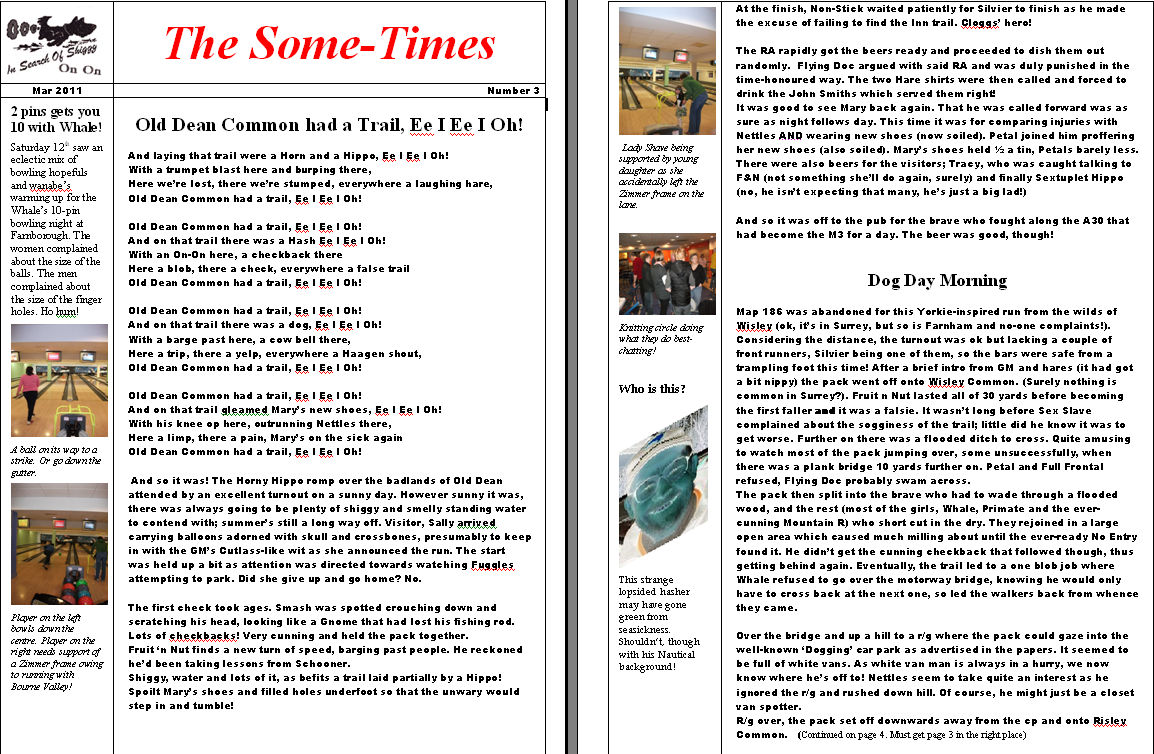 In Search Of Shiggy
On On
The Some-Times
Mar 2011
Number 3
2 pins gets you
10 with Whale!
Saturday 12th saw an
eclectic mix of
bowling hopefuls
and wanabe's
warming up for the
Whale's 10-pin
bowling night at
Farnborough. The
women complained
about the size of the
balls. The men
complained about
the size of the finger
holes. Ho hum!
A ball on its way to a
strike. Or go down the
gutter.
Player on the left
bowls down the
centre. Player on the
right needs support of
a Zimmer frame owing
to running with
Bourne Valley!
Old Dean Common had a Trail, Ee I Ee I Oh!
And laying that trail were a Horn and a Hippo, Ee I Ee I Oh!
With a trumpet blast here and burping there,
Here we're lost, there we're stumped, everywhere a laughing hare,
Old Dean Common had a trail, Ee I Ee I Oh!
Old Dean Common had a trail, Ee I Ee I Oh!
And on that trail there was a Hash Ee I Ee I Oh!
With an On-On here, a checkback there
Here a blob, there a check, everywhere a false trail
Old Dean Common had a trail, Ee I Ee I Oh!
Old Dean Common had a trail, Ee I Ee I Oh!
And on that trail there was a dog, Ee I Ee I Oh!
With a barge past here, a cow bell there,
Here a trip, there a yelp, everywhere a Haagen shout,
Old Dean Common had a trail, Ee I Ee I Oh!
Old Dean Common had a trail, Ee I Ee I Oh!
And on that trail gleamed Mary's new shoes, Ee I Ee I Oh!
With his knee op here, outrunning Nettles there,
Here a limp, there a pain, Mary's on the sick again
Old Dean Common had a trail, Ee I Ee I Oh!
And so it was! The Horny Hippo romp over the badlands of Old Dean
attended by an excellent turnout on a sunny day. However sunny it was,
there was always going to be plenty of shiggy and smelly standing water
to contend with; summer's still a long way off. Visitor, Sally arrived
carrying balloons adorned with skull and crossbones, presumably to keep
in with the GM's Cutlass-like wit as she announced the run. The start
was held up a bit as attention was directed towards watching Fuggles
attempting to park. Did she give up and go home? No.
The first check took ages. Smash was spotted crouching down and
scratching his head, looking like a Gnome that had lost his fishing rod.
Lots of checkbacks! Very cunning and held the pack together.
Fruit 'n Nut finds a new turn of speed, barging past people. He reckoned
he'd been taking lessons from Schooner.
Shiggy, water and lots of it, as befits a trail laid partially by a Hippo!
Spoilt Mary's shoes and filled holes underfoot so that the unwary would
step in and tumble!
Lady Shave being
supported by young
daughter as she
accidentally left the
Zimmer frame on the
lane.
Knitting circle doing
what they do best-
chatting!
Who is this?
This strange
lopsided hasher
may have gone
green from
seasickness.
Shouldn't, though
with his Nautical
background!
At the finish, Non-Stick waited patiently for Silvier to finish as he made
the excuse of failing to find the Inn trail. Cloggs' hero!
The RA rapidly got the beers ready and proceeded to dish them out
randomly. Flying Doc argued with said RA and was duly punished in the
time-honoured way. The two Hare shirts were then called and forced to
drink the John Smiths which served them right!
It was good to see Mary back again. That he was called forward was as
sure as night follows day. This time it was for comparing injuries with
Nettles AND wearing new shoes (now soiled). Petal joined him proffering
her new shoes (also soiled). Mary's shoes held ½ a tin, Petals barely less.
There were also beers for the visitors; Tracy, who was caught talking to
F&N (not something she'll do again, surely) and finally Sextuplet Hippo
(no, he isn't expecting that many, he's just a big lad!)
And so it was off to the pub for the brave who fought along the A30 that
had become the M3 for a day. The beer was good, though!
Dog Day Morning
Map 186 was abandoned for this Yorkie-inspired run from the wilds of
Wisley (ok, it's in Surrey, but so is Farnham and no-one complaints!).
Considering the distance, the turnout was ok but lacking a couple of
front runners, Silvier being one of them, so the bars were safe from a
trampling foot this time! After a brief intro from GM and hares (it had got
a bit nippy) the pack went off onto Wisley Common. (Surely nothing is
common in Surrey?). Fruit n Nut lasted all of 30 yards before becoming
the first faller and it was a falsie. It wasn't long before Sex Slave
complained about the sogginess of the trail; little did he know it was to
get worse. Further on there was a flooded ditch to cross. Quite amusing
to watch most of the pack jumping over, some unsuccessfully, when
there was a plank bridge 10 yards further on. Petal and Full Frontal
refused, Flying Doc probably swam across.
The pack then split into the brave who had to wade through a flooded
wood, and the rest (most of the girls, Whale, Primate and the ever-
cunning Mountain R) who short cut in the dry. They rejoined in a large
open area which caused much milling about until the ever-ready No Entry
found it. He didn't get the cunning checkback that followed though, thus
getting behind again. Eventually, the trail led to a one blob job where
Whale refused to go over the motorway bridge, knowing he would only
have to cross back at the next one, so led the walkers back from whence
they came.
Over the bridge and up a hill to a r/g where the pack could gaze into the
well-known 'Dogging' car park as advertised in the papers. It seemed to
be full of white vans. As white van man is always in a hurry, we now
know where he's off to! Nettles seem to take quite an interest as he
ignored the r/g and rushed down hill. Of course, he might just be a closet
van spotter.
R/g over, the pack set off downwards away from the cp and onto Risley
Common. (Continued on page 4. Must get page 3 in the right place)